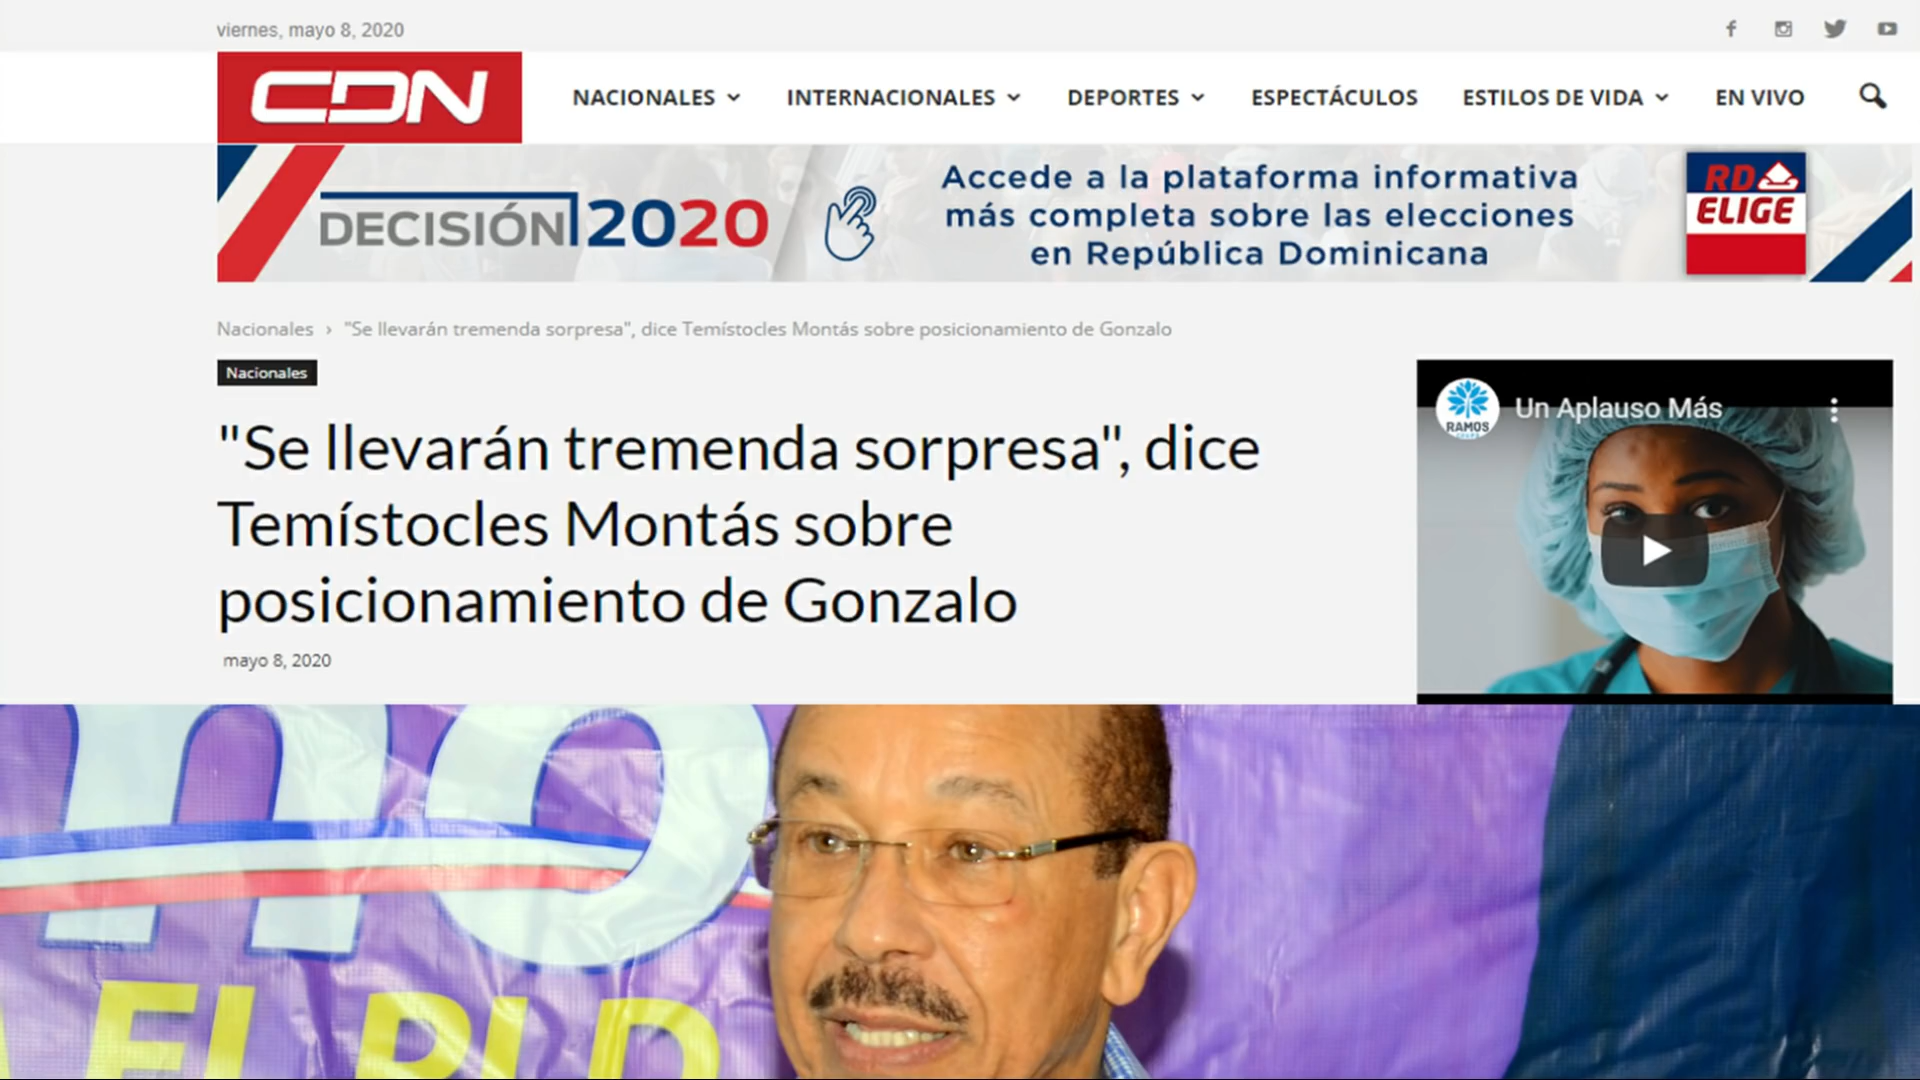 viernes, mayo 8, 2020
CDN
NACIONALES
INTERNACIONALES
DEPORTES
ESPECTÁCULOS
ESTILOS DE VIDA
EN VIVO
DECISIÓN 2020
Accede a la plataforma informativa
más completa sobre las elecciones
en República Dominicana
RD
ELIGE
Nacionales › "Se llevarán tremenda sorpresa", dice Temístocles Montás sobre posicionamiento de Gonzalo
Nacionales
"Se llevarán tremenda sorpresa", dice
Temístocles Montás sobre
posicionamiento de Gonzalo
mayo 8, 2020
RAMOS
Un Aplauso Más
no
EL PLD